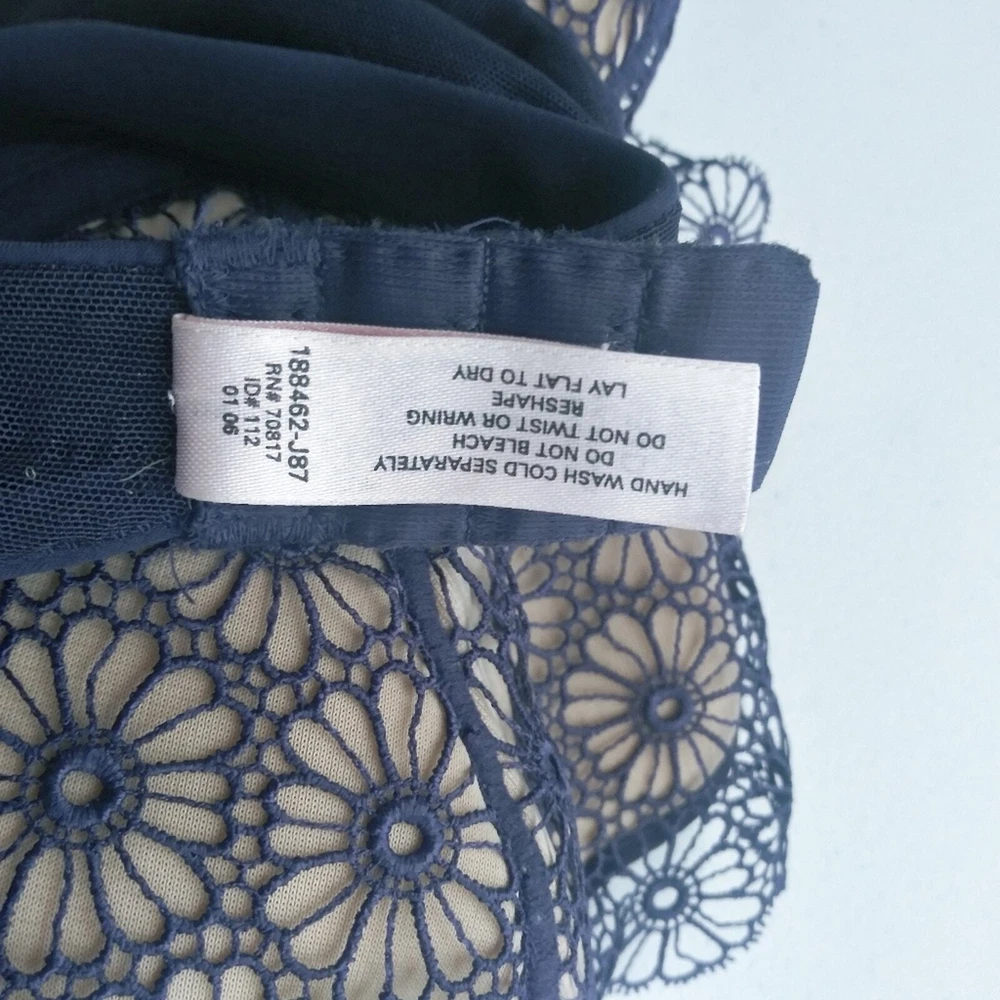 188462-J87
RN# 70817
ID# 112
01 06
HAND WASH COLD SEPARATELY
DO NOT BLEACH
DO NOT TWIST OR WRING
RESHAPE
LAY FLAT TO DRY